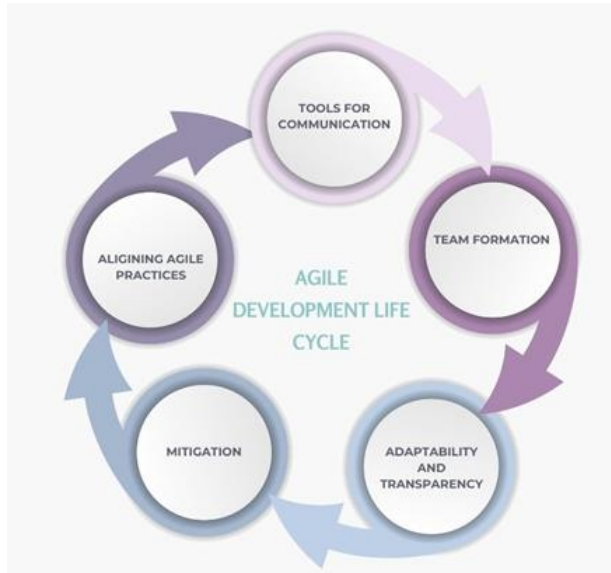 TOOLS FOR
COMMUNICATION
TEAM FORMATION
ALIGINING AGILE
PRACTICES
AGILE
DEVELOPMENT LIFE
CYCLE
MITIGATION
ADAPTABILITY
AND
TRANSPARENCY